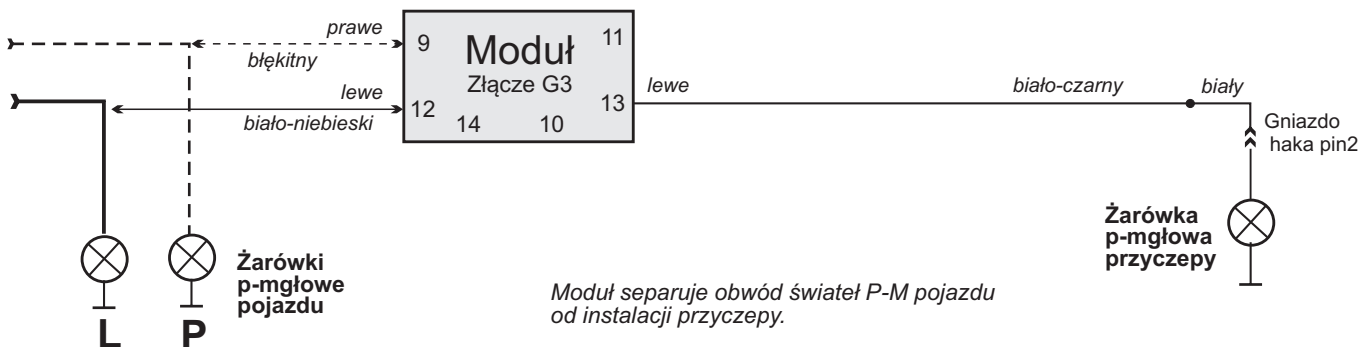 prawe
błękitny
lewe
biało-niebieski
9
Moduł
Złącze G3
11
12
13
14
10
lewe
biało-czarny
biały
Gniazdo
haka pin2
Żarówka
p-mgłowa
przyczepy
Żarówki
p-mgłowe
pojazdu
L
P
Moduł separuje obwód świateł P-M pojazdu
od instalacji przyczepy.